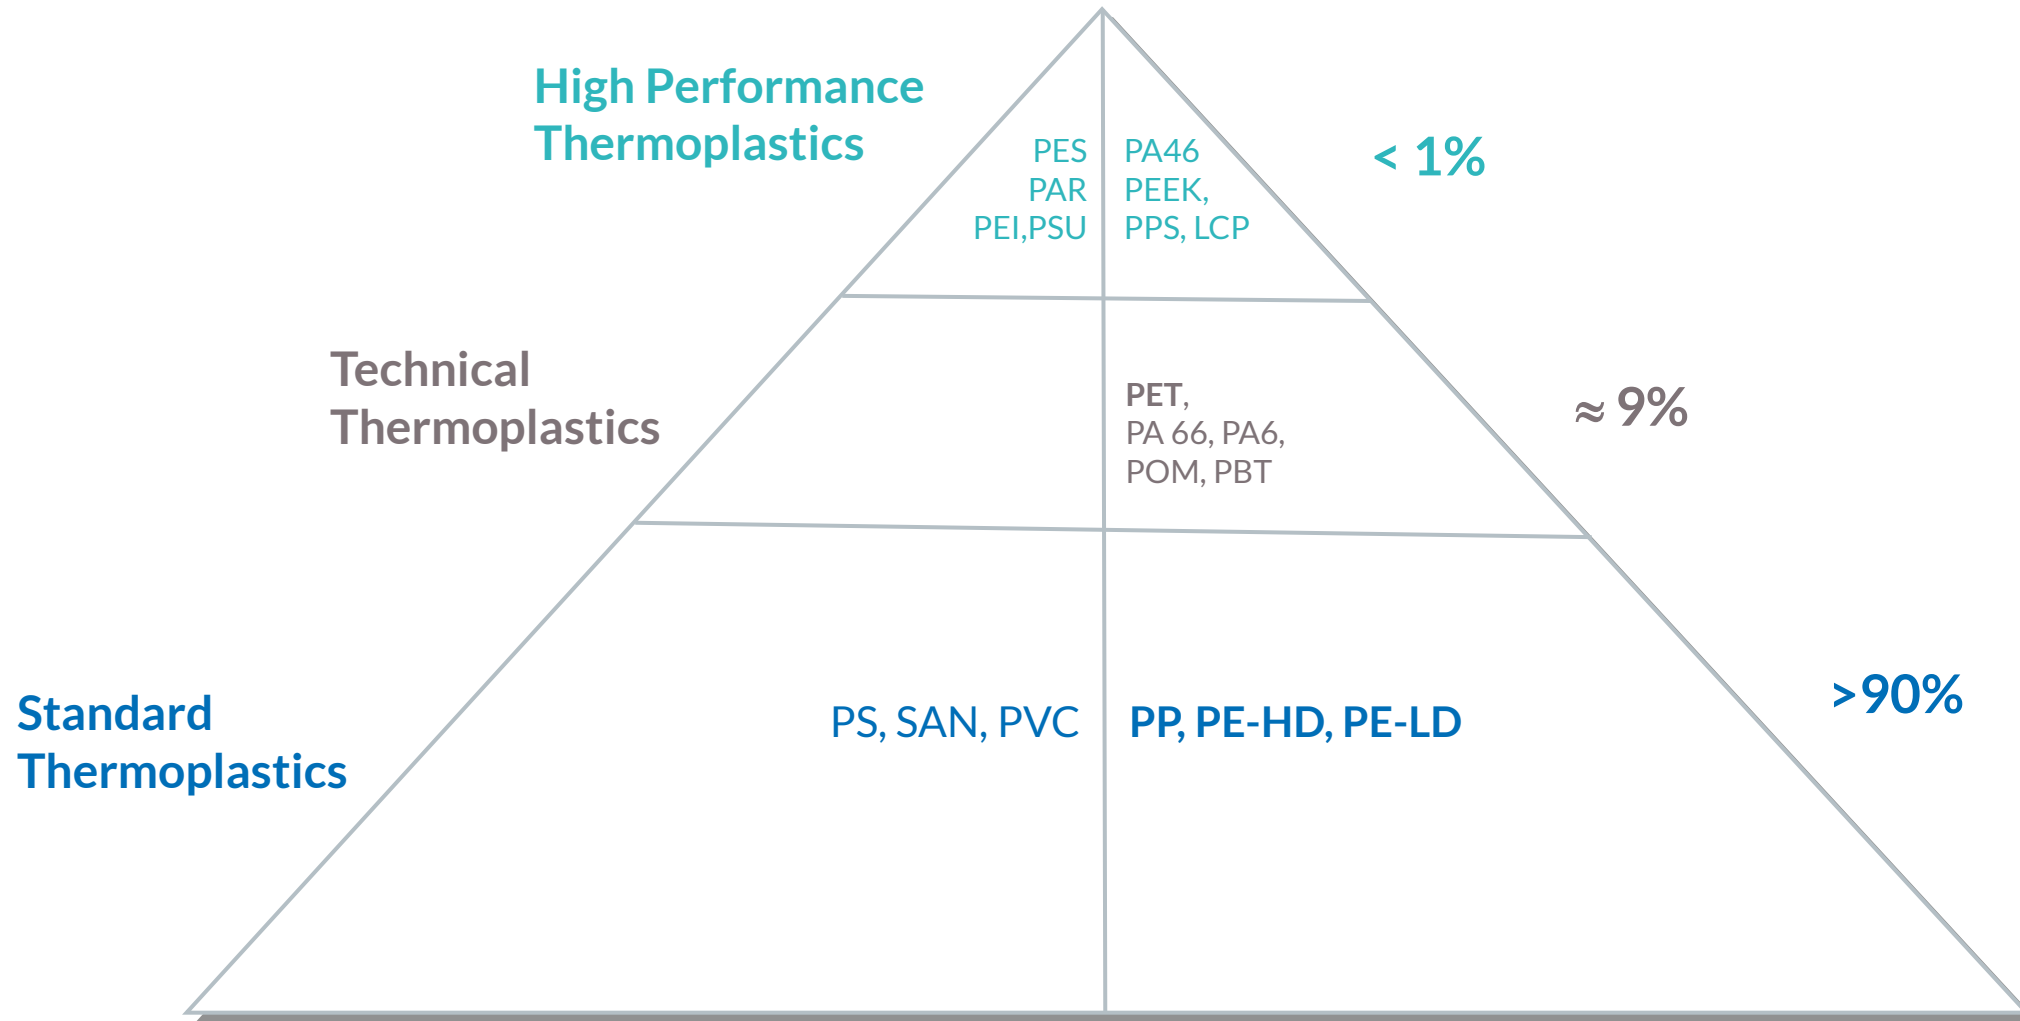 High Performance
Thermoplastics
PES
PAR
PEI,PSU
PA46
PEEK,
PPS, LCP
< 1%
Technical
Thermoplastics
PET,
PA 66, PA6,
POM, PBT
≈ 9%
Standard
Thermoplastics
PS, SAN, PVC
PP, PE-HD, PE-LD
>90%